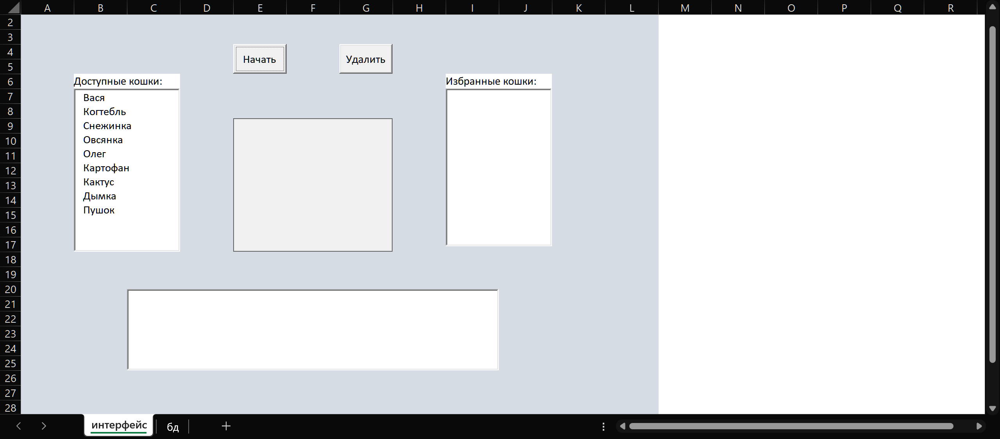 A B C D E F G H I J K L M N O P Q R
2
3
4
5
6
7
8
9
10
11
12
13
14
15
16
17
18
19
20
21
22
23
24
25
26
27
28
Начать Удалить
Доступные кошки:
Вася
Когтебль
Снежинка
Овсянка
Олег
Картофан
Кактус
Дымка
Пушок
Избранные кошки:
интерфейс бд